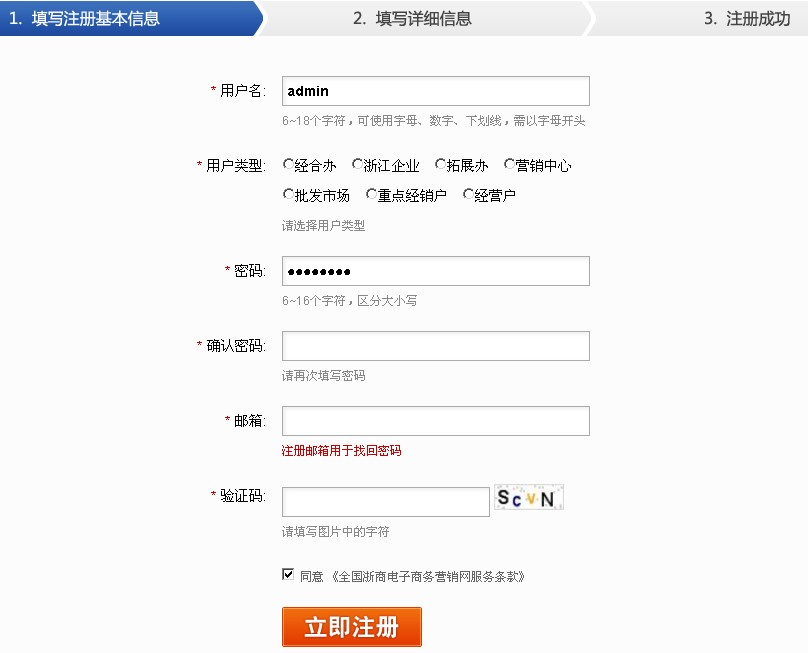 1. 填写注册基本信息 2. 填写详细信息 3. 注册成功
* 用户名: admin
6~18个字符，可使用字母、数字、下划线，需以字母开头
* 用户类型: 经合办 浙江企业 拓展办 营销中心
批发市场 重点经销户 经营户
请选择用户类型
* 密码: ●●●●●●●●
6~16个字符，区分大小写
* 确认密码:
请再次填写密码
* 邮箱:
注册邮箱用于找回密码
* 验证码: ScVN
请填写图片中的字符
同意 《全国浙商电子商务营销网服务条款》
立即注册